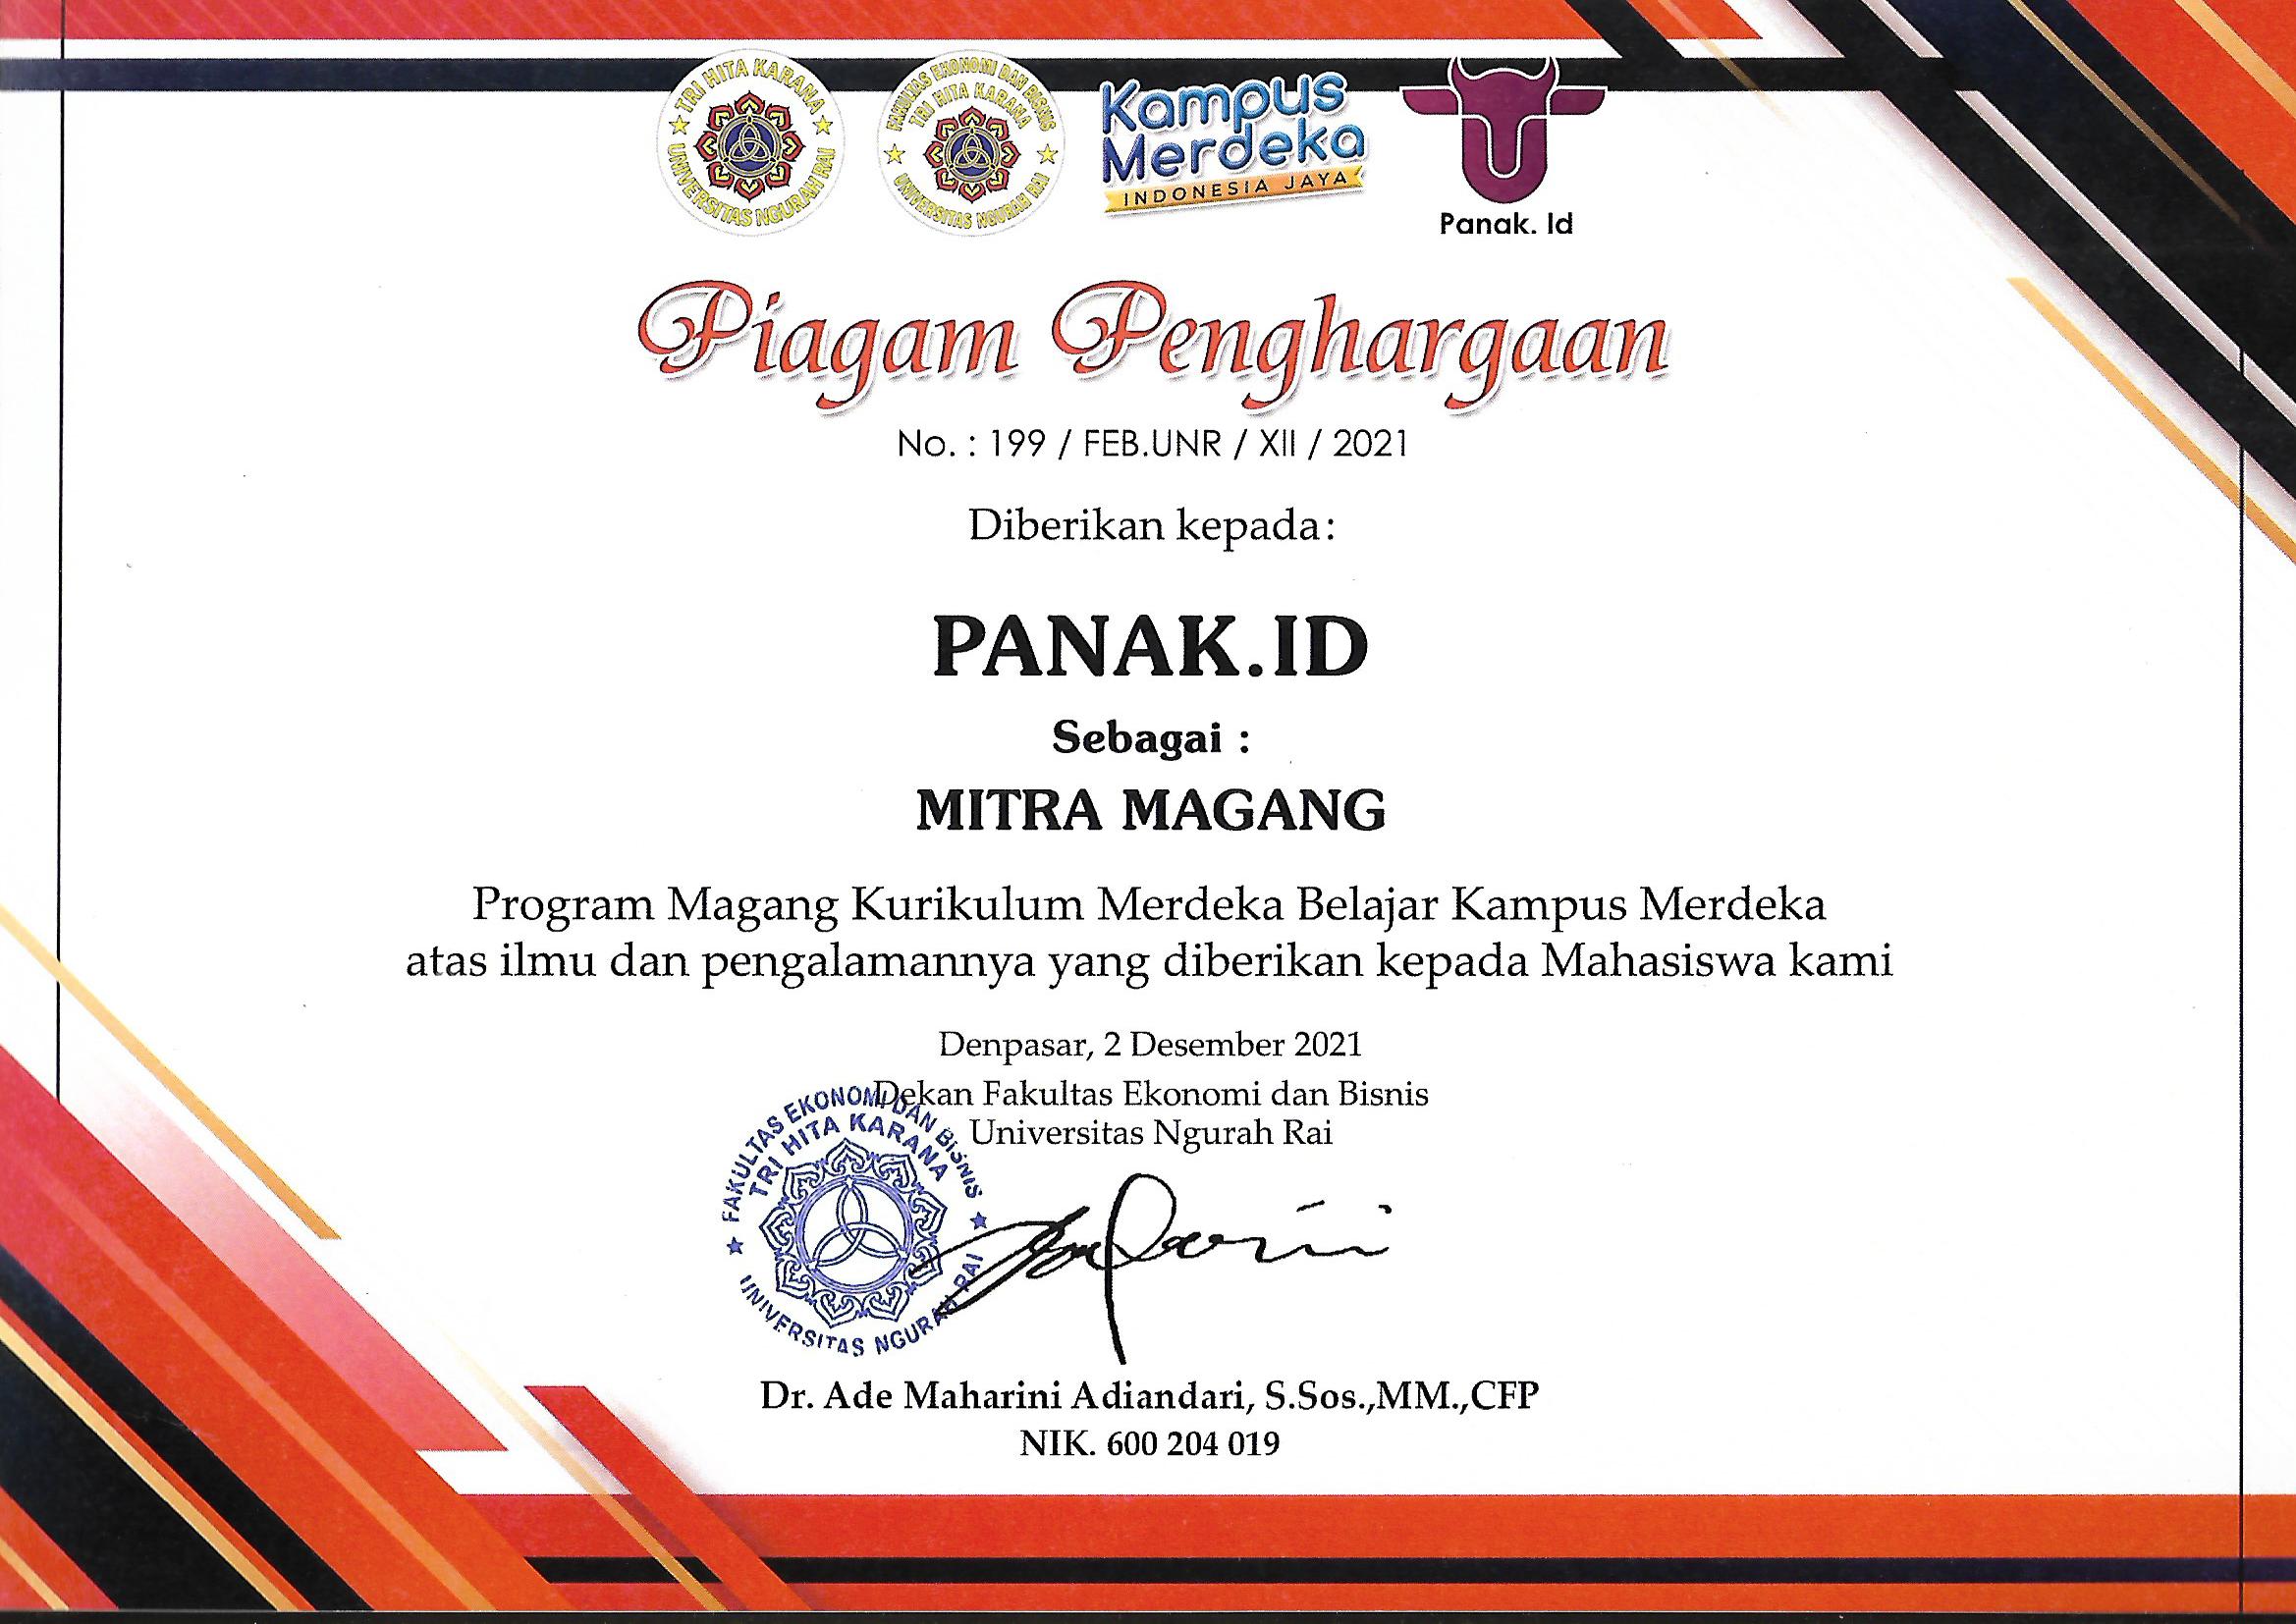 TRI HITA KARANA
UNIVERSITAS NGURAH RAI
FAKULTAS EKONOMI DAN BISNIS
TRI HITA KARANA
UNIVERSITAS NGURAH RAI
Kampus
Merdeka
INDONESIA JAYA
Panak. Id
Piagam Penghargaan
No. : 199 / FEB.UNR / XII / 2021
Diberikan kepada:
PANAK.ID
Sebagai :
MITRA MAGANG
Program Magang Kurikulum Merdeka Belajar Kampus Merdeka
atas ilmu dan pengalamannya yang diberikan kepada Mahasiswa kami
Denpasar, 2 Desember 2021
Dekan Fakultas Ekonomi dan Bisnis
Universitas Ngurah Rai
FAKULTAS EKONOMI DAN BISNIS
TRI HITA KARANA
UNIVERSITAS NGURAH RAI
Dr. Ade Maharini Adiandari, S.Sos.,MM.,CFP
NIK. 600 204 019